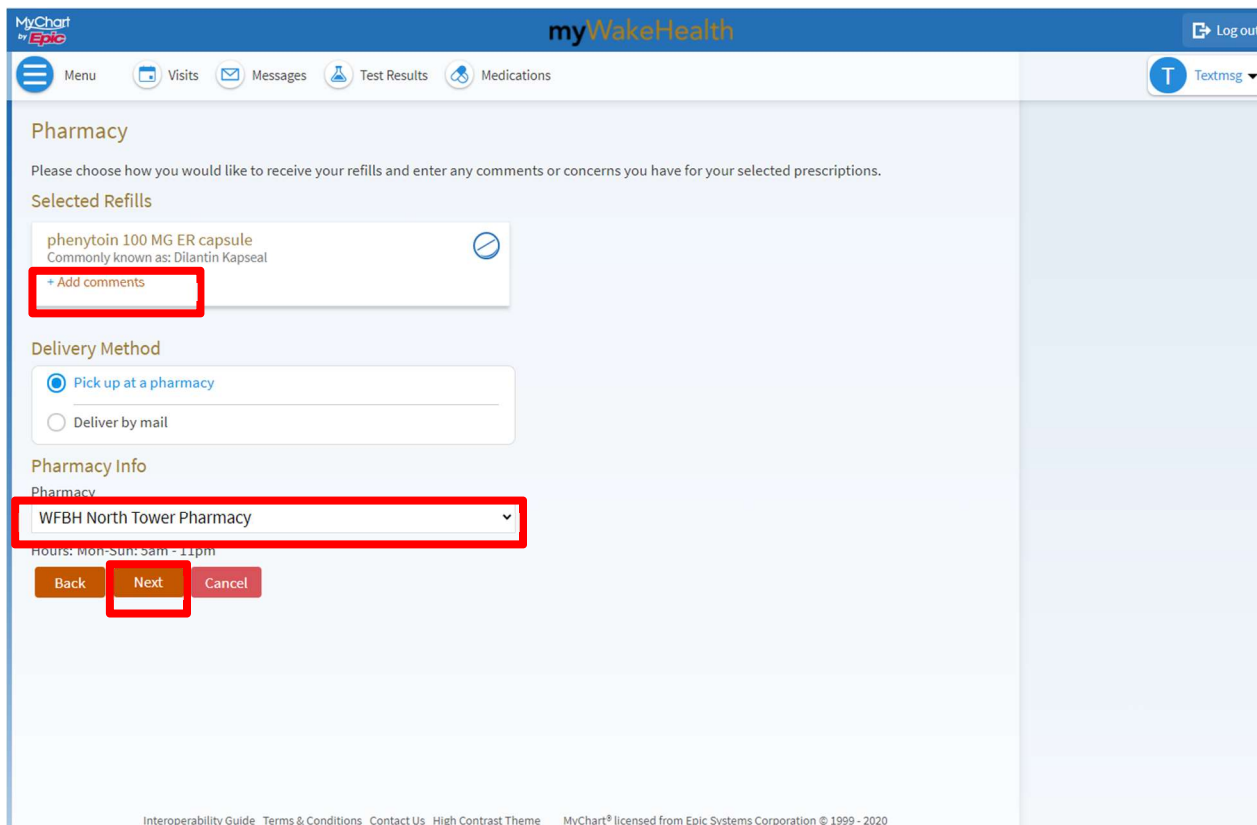 MyChart
by Epic
myWakeHealth
Log out
Menu Visits Messages Test Results Medications
T Textmsg
Pharmacy
Please choose how you would like to receive your refills and enter any comments or concerns you have for your selected prescriptions.
Selected Refills
phenytoin 100 MG ER capsule
Commonly known as: Dilantin Kapseal
+ Add comments
Delivery Method
Pick up at a pharmacy
Deliver by mail
Pharmacy Info
Pharmacy
WFBH North Tower Pharmacy
Hours: Mon-Sun: 5am - 11pm
Back Next Cancel
Interoperability Guide Terms & Conditions Contact Us High Contrast Theme MyChart® licensed from Epic Systems Corporation © 1999 - 2020